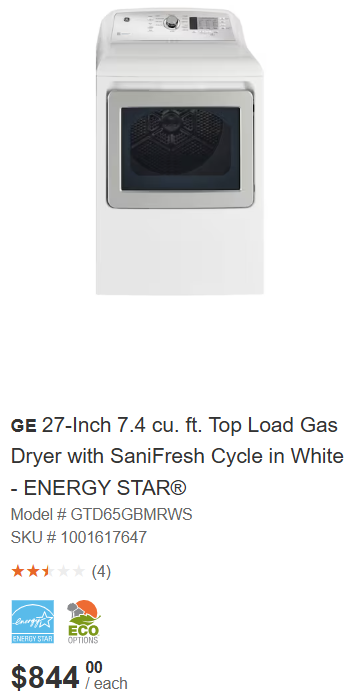 GE 27-Inch 7.4 cu. ft. Top Load Gas
Dryer with SaniFresh Cycle in White
- ENERGY STAR®
Model # GTD65GBMRWS
SKU # 1001617647
(4)
energy
ENERGY STAR
ECO
OPTIONS
$844 00 / each